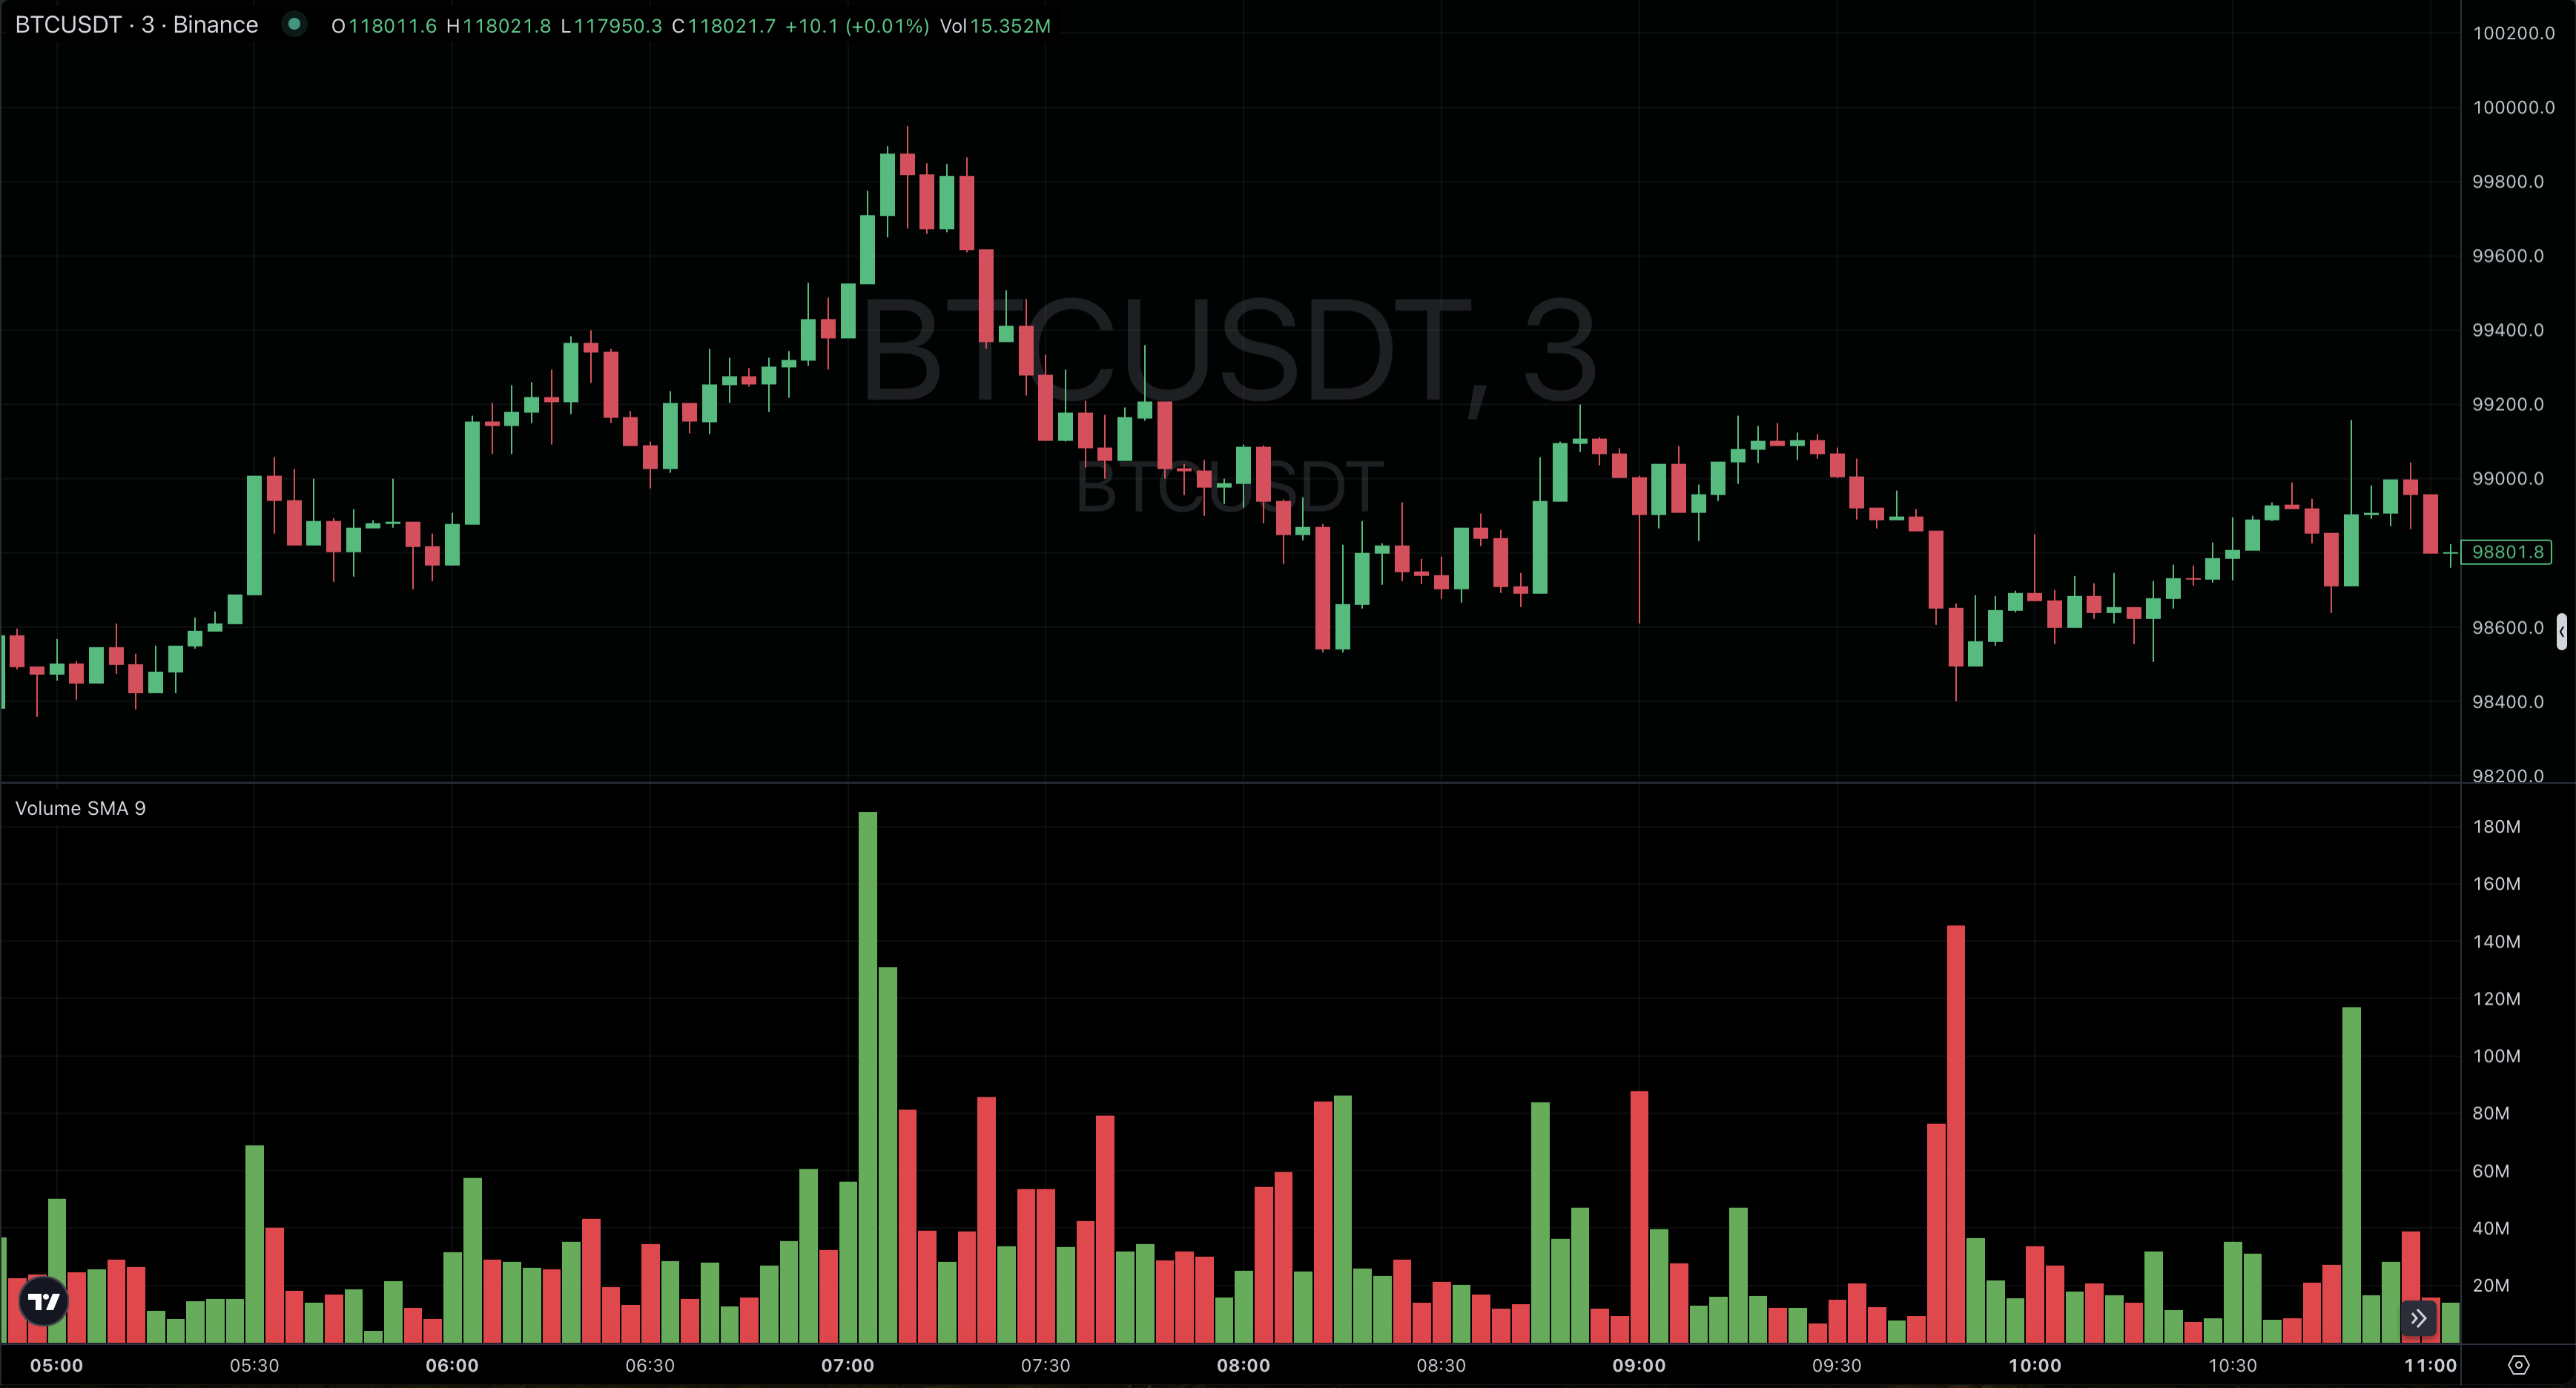 BTCUSDT · 3 · Binance O118011.6 H118021.8 L117950.3 C118021.7 +10.1 (+0.01%) Vol15.352M
BTCUSDT, 3
BTCUSDT
100200.0
100000.0
99800.0
99600.0
99400.0
99200.0
99000.0
98801.8
98600.0
98400.0
98200.0
Volume SMA 9
180M
160M
140M
120M
100M
80M
60M
40M
20M
05:00 05:30 06:00 06:30 07:00 07:30 08:00 08:30 09:00 09:30 10:00 10:30 11:00